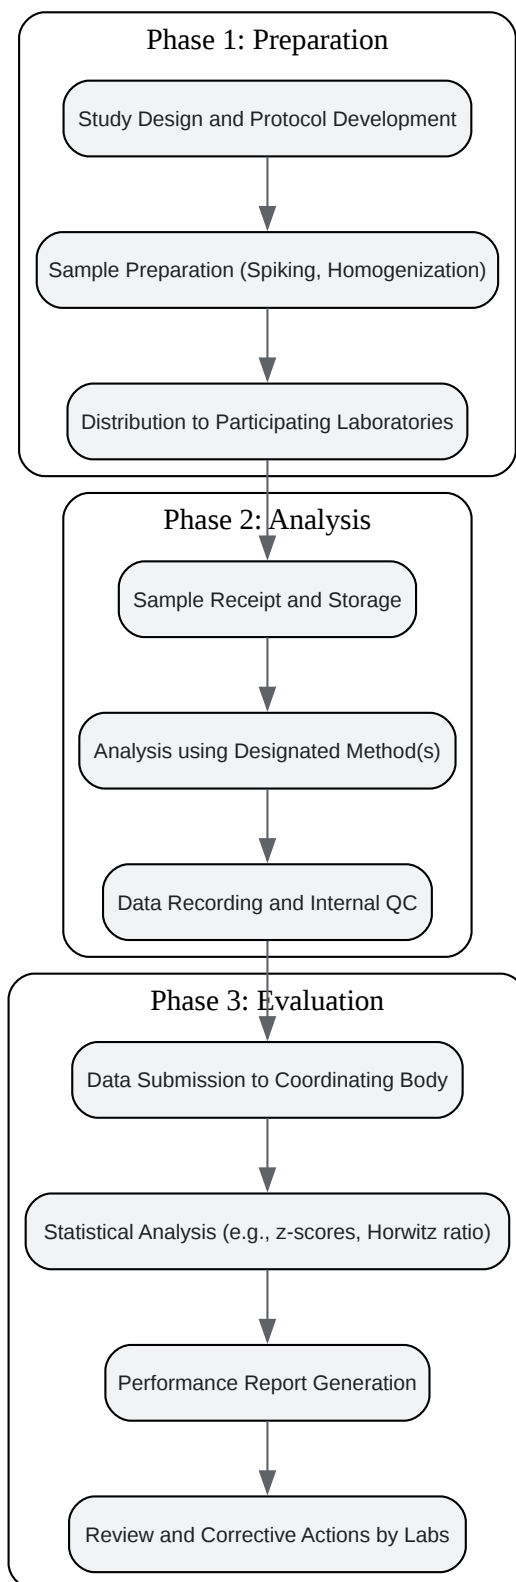 Phase 1: Preparation
Study Design and Protocol Development
Sample Preparation (Spiking, Homogenization)
Distribution to Participating Laboratories
Phase 2: Analysis
Sample Receipt and Storage
Analysis using Designated Method(s)
Data Recording and Internal QC
Phase 3: Evaluation
Data Submission to Coordinating Body
Statistical Analysis (e.g., z-scores, Horwitz ratio)
Performance Report Generation
Review and Corrective Actions by Labs